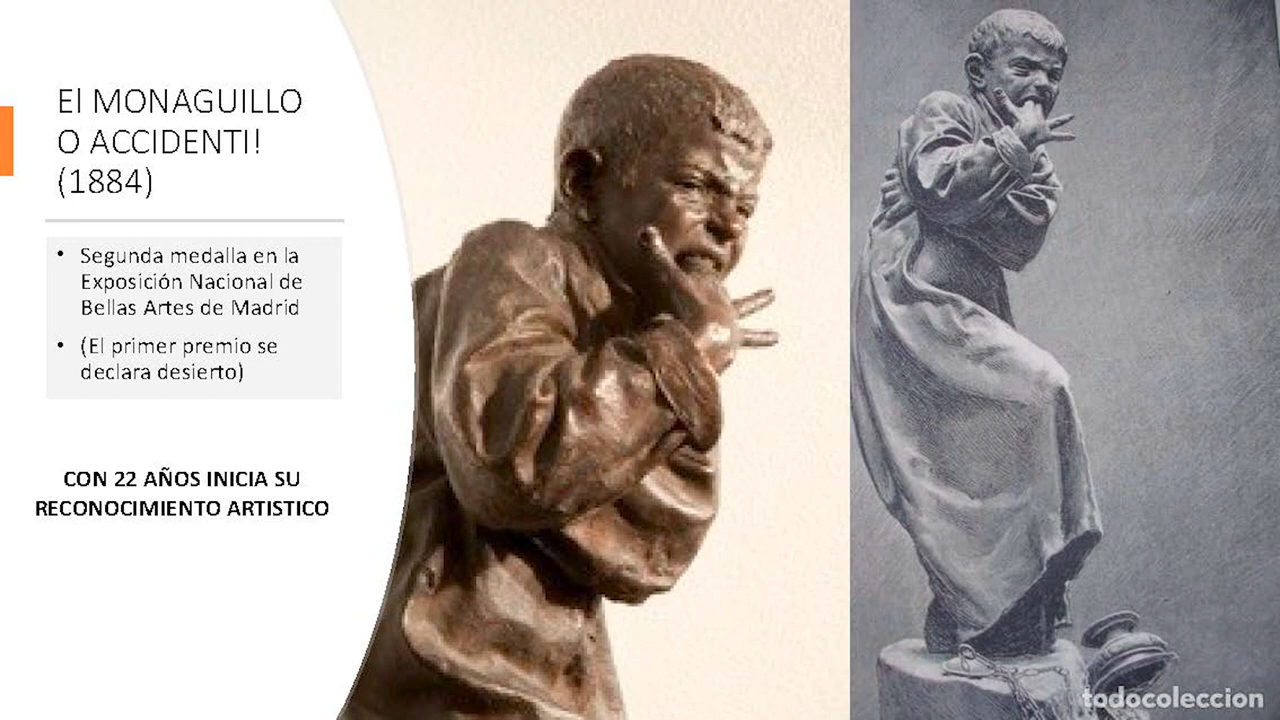 El MONAGUILLO
O ACCIDENTI!
(1884)
• Segunda medalla en la
Exposición Nacional de
Bellas Artes de Madrid
• (El primer premio se
declara desierto)
CON 22 AÑOS INICIA SU
RECONOCIMIENTO ARTISTICO
todocoleccion